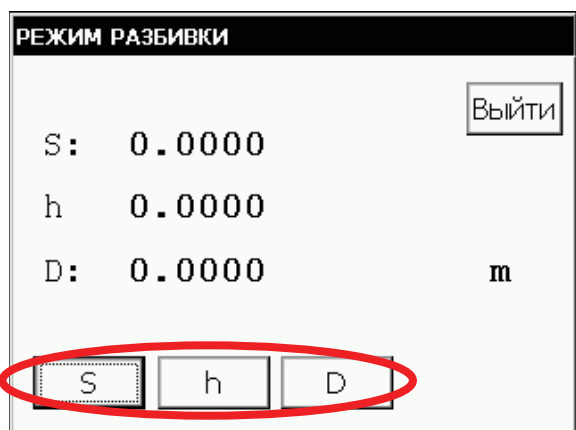 РЕЖИМ РАЗБИВКИ
Выйти
S: 0.0000
h 0.0000
D: 0.0000 m
S h D